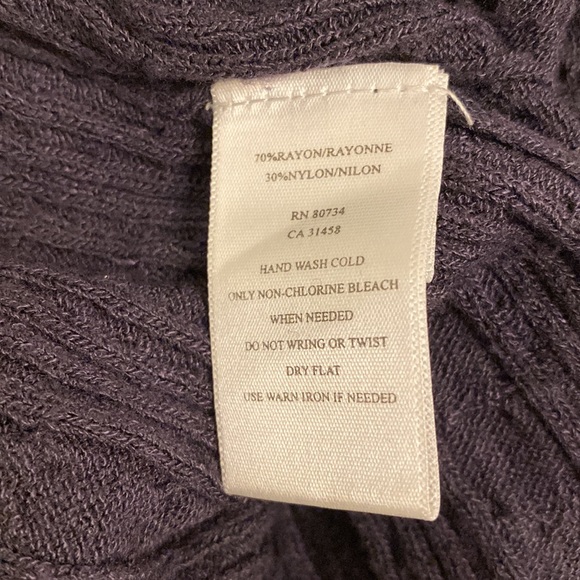 70%RAYON/RAYONNE
30%NYLON/NILON
RN 80734
CA 31458
HAND WASH COLD
ONLY NON-CHLORINE BLEACH
WHEN NEEDED
DO NOT WRING OR TWIST
DRY FLAT
USE WARN IRON IF NEEDED